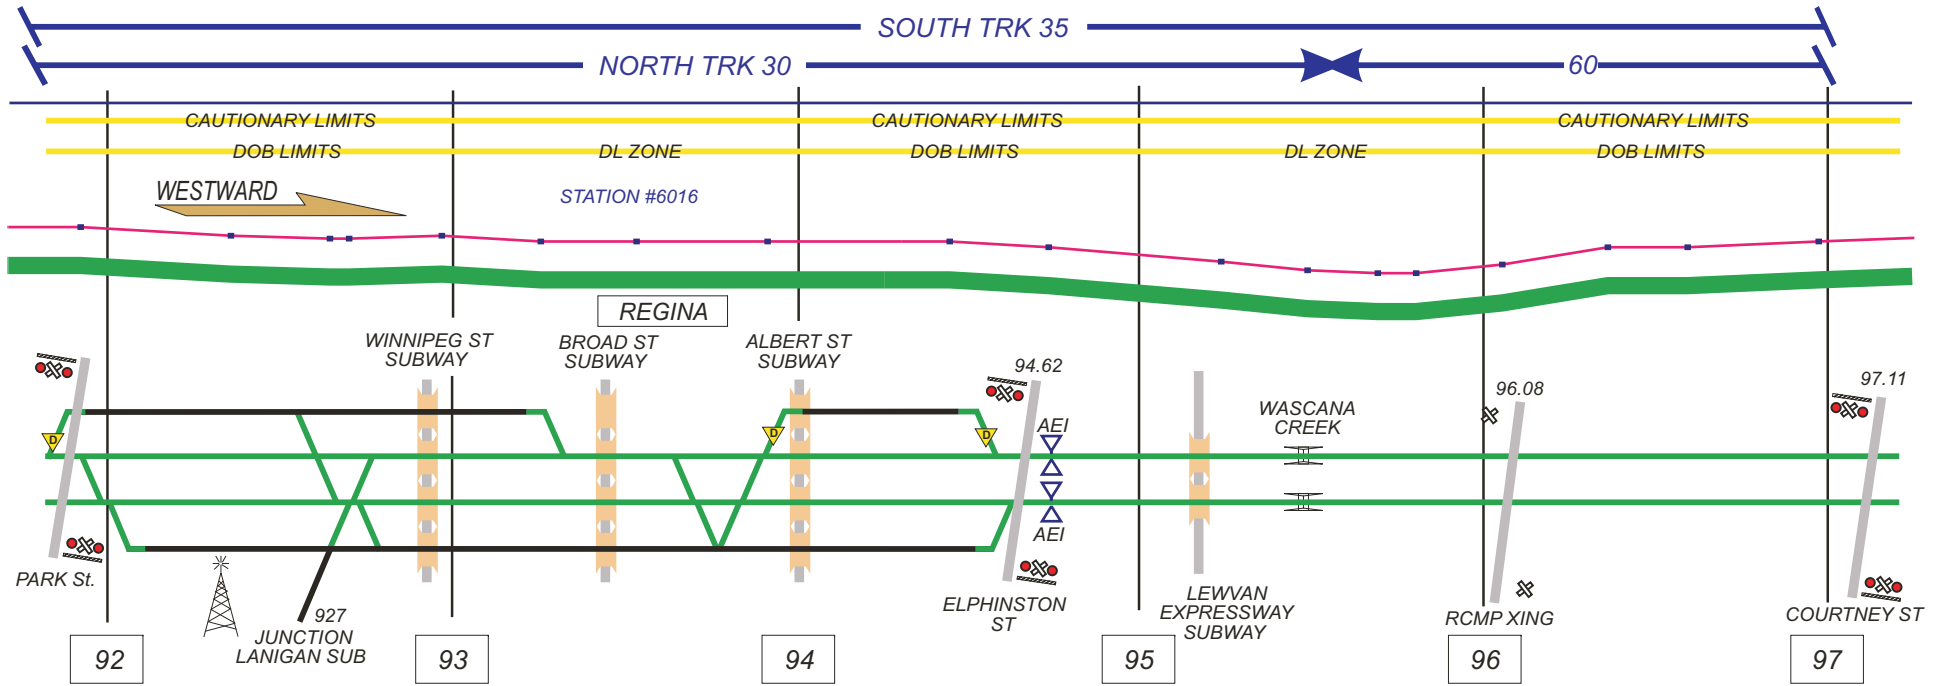 SOUTH TRK 35
NORTH TRK 30
60
CAUTIONARY LIMITS
CAUTIONARY LIMITS
CAUTIONARY LIMITS
DOB LIMITS
DL ZONE
DOB LIMITS
DL ZONE
DOB LIMITS
WESTWARD
STATION #6016
REGINA
WINNIPEG ST
SUBWAY
BROAD ST
SUBWAY
ALBERT ST
SUBWAY
94.62
96.08
97.11
WASCANA
CREEK
AEI
D
D
D
AEI
PARK St.
927
JUNCTION
LANIGAN SUB
ELPHINSTON
ST
LEWVAN
EXPRESSWAY
SUBWAY
RCMP XING
COURTNEY ST
92
93
94
95
96
97